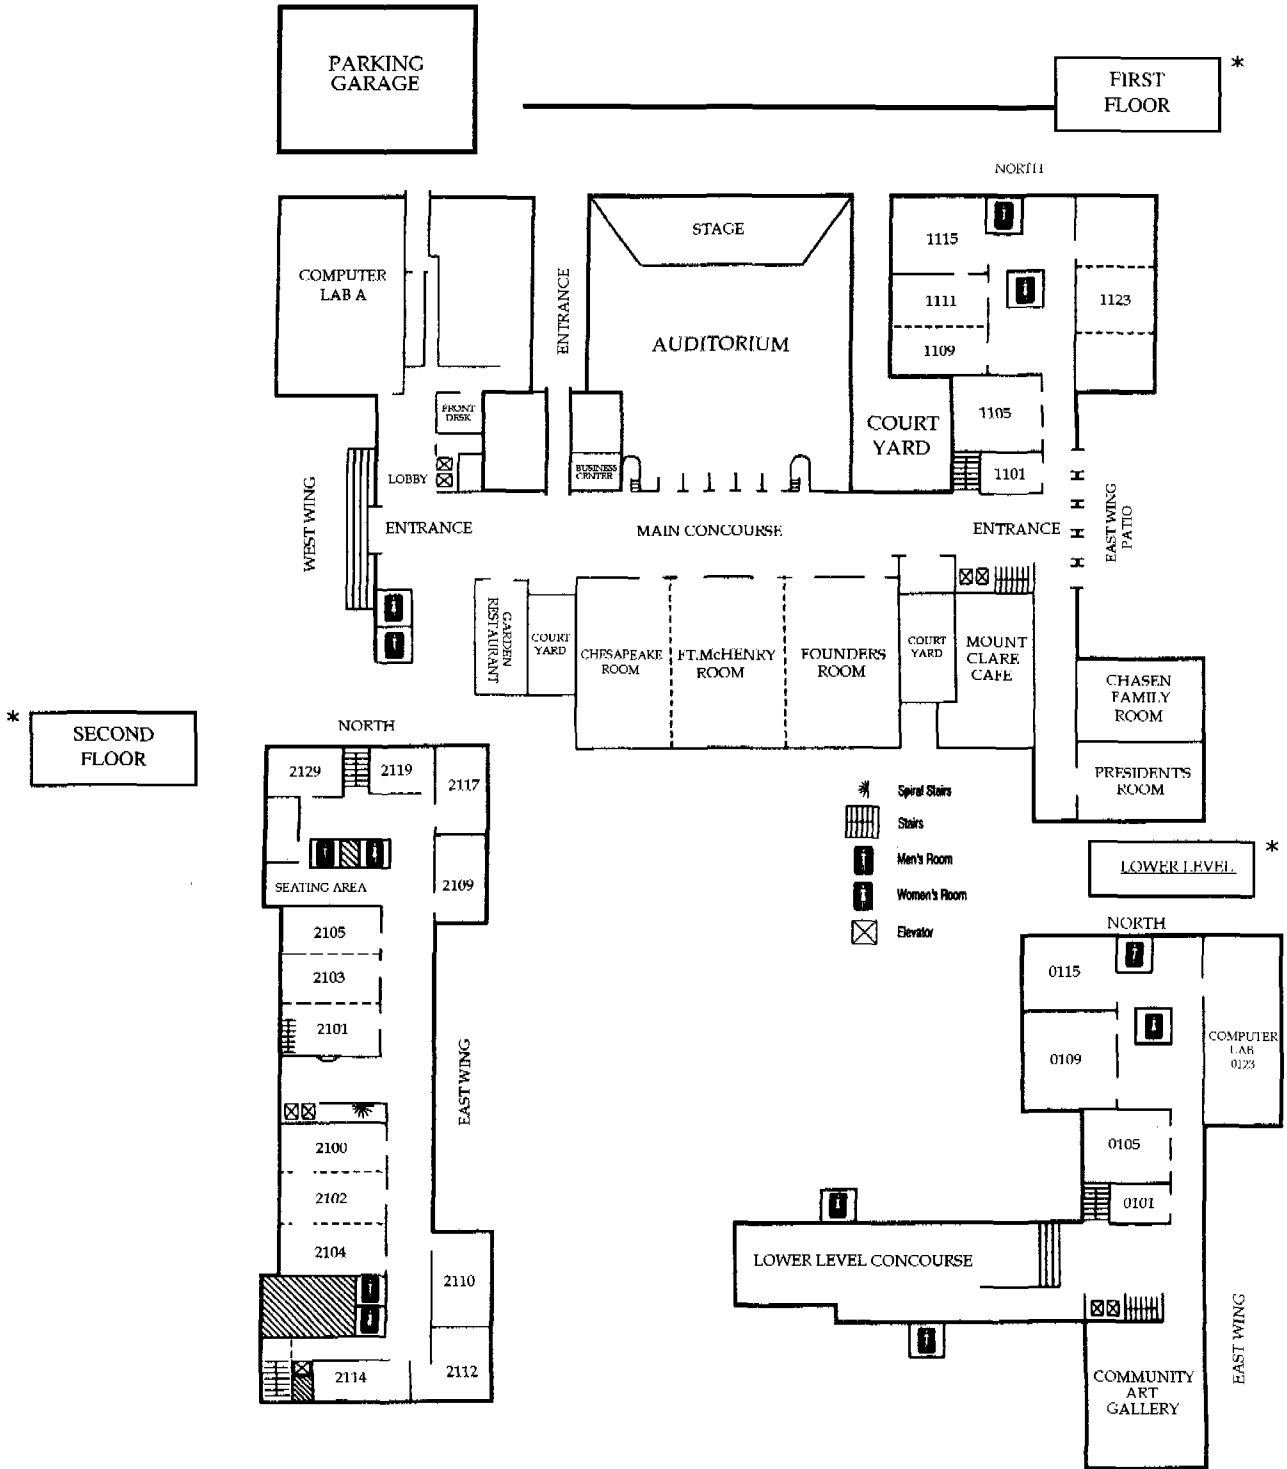 PARKING
GARAGE
FIRST
FLOOR
*
NORTH
STAGE
1115
COMPUTER
LAB A
ENTRANCE
1111
1123
AUDITORIUM
1109
FRONT
DESK
COURT
YARD
1105
LOBBY
BUSINESS
CENTER
1101
WEST WING
ENTRANCE
MAIN CONCOURSE
ENTRANCE
EAST WING
PATIO
GARDEN
RESTAURANT
COURT
YARD
CHESAPEAKE
ROOM
FT.McHENRY
ROOM
FOUNDERS
ROOM
COURT
YARD
MOUNT
CLARE
CAFE
CHASEN
FAMILY
ROOM
PRESIDENT'S
ROOM
*
SECOND
FLOOR
NORTH
2129
2119
2117
SEATING AREA
2109
2105
2103
2101
EAST WING
2100
2102
2104
2110
2114
2112
Spiral Stairs
Stairs
Men's Room
Women's Room
Elevator
LOWER LEVEL
*
NORTH
0115
0109
COMPUTER
LAB
0123
0105
0101
LOWER LEVEL CONCOURSE
EAST WING
COMMUNITY
ART
GALLERY